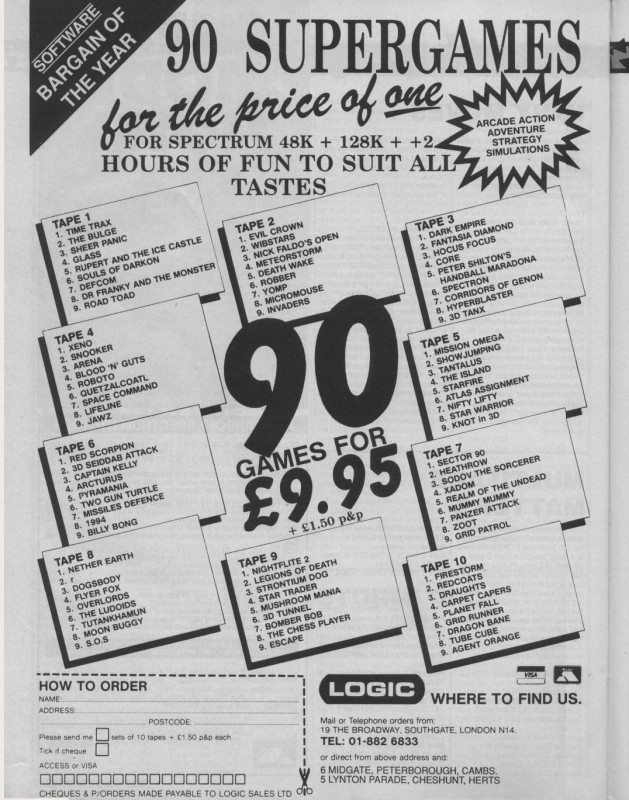 SOFTWARE
BARGAIN OF
THE YEAR
90 SUPERGAMES
for the price of one
FOR SPECTRUM 48K + 128K + +2
HOURS OF FUN TO SUIT ALL
TASTES
ARCADE ACTION
ADVENTURE
STRATEGY
SIMULATIONS
TAPE 1
1. TIME TRAX
2. THE BULGE
3. SHEER PANIC
4. GLASS
5. RUPERT AND THE ICE CASTLE
6. SOULS OF DARKON
7. DEFCOM
8. DR FRANKY AND THE MONSTER
9. ROAD TOAD
TAPE 2
1. EVIL CROWN
2. WIBSTARS
3. NICK FALDO'S OPEN
4. METEORSTORM
5. DEATH WAKE
6. ROBBER
7. YOMP
8. MICROMOUSE
9. INVADERS
TAPE 3
1. DARK EMPIRE
2. FANTASIA DIAMOND
3. HOCUS FOCUS
4. CORE
5. PETER SHILTON'S
HANDBALL MARADONA
6. SPECTRON
7. CORRIDORS OF GENON
8. HYPERBLASTER
9. 3D TANX
TAPE 4
1. XENO
2. SNOOKER
3. ARENA
4. BLOOD 'N' GUTS
5. ROBOTO
6. QUETZALCOATL
7. SPACE COMMAND
8. LIFELINE
9. JAWZ
TAPE 5
1. MISSION OMEGA
2. SHOWJUMPING
3. TANTALUS
4. THE ISLAND
5. STARFIRE
6. ATLAS ASSIGNMENT
7. NIFTY LIFTY
8. STAR WARRIOR
9. KNOT in 3D
90
GAMES FOR
£9.95
+ £1.50 p&p
TAPE 6
1. RED SCORPION
2. 3D SEIDDAB ATTACK
3. CAPTAIN KELLY
4. ARCTURUS
5. PYRAMANIA
6. TWO GUN TURTLE
7. MISSILES DEFENCE
8. 1994
9. BILLY BONG
TAPE 7
1. SECTOR 90
2. HEATHROW
3. SODOV THE SORCERER
4. XADOM
5. REALM OF THE UNDEAD
6. MUMMY MUMMY
7. PANZER ATTACK
8. ZOOT
9. GRID PATROL
TAPE 8
1. NETHER EARTH
2. r
3. DOGSBODY
4. FLYER FOX
5. OVERLORDS
6. THE LUDOIDS
7. TUTANKHAMUN
8. MOON BUGGY
9. S.O.S
TAPE 9
1. NIGHTFLITE 2
2. LEGIONS OF DEATH
3. STRONTIUM DOG
4. STAR TRADER
5. MUSHROOM MANIA
6. 3D TUNNEL
7. BOMBER BOB
8. THE CHESS PLAYER
9. ESCAPE
TAPE 10
1. FIRESTORM
2. REDCOATS
3. DRAUGHTS
4. CARPET CAPERS
5. PLANET FALL
6. GRID RUNNER
7. DRAGON BANE
8. TUBE CUBE
9. AGENT ORANGE
HOW TO ORDER
NAME:
ADDRESS:
POSTCODE:
Please send me sets of 10 tapes + £1.50 p&p each
Tick if cheque
ACCESS or VISA
CHEQUES & P/ORDERS MADE PAYABLE TO LOGIC SALES LTD
VISA
LOGIC WHERE TO FIND US.
Mail or Telephone orders from:
19 THE BROADWAY, SOUTHGATE, LONDON N14.
TEL: 01-882 6833
or direct from above address and:
6 MIDGATE, PETERBOROUGH, CAMBS.
5 LYNTON PARADE, CHESHUNT, HERTS